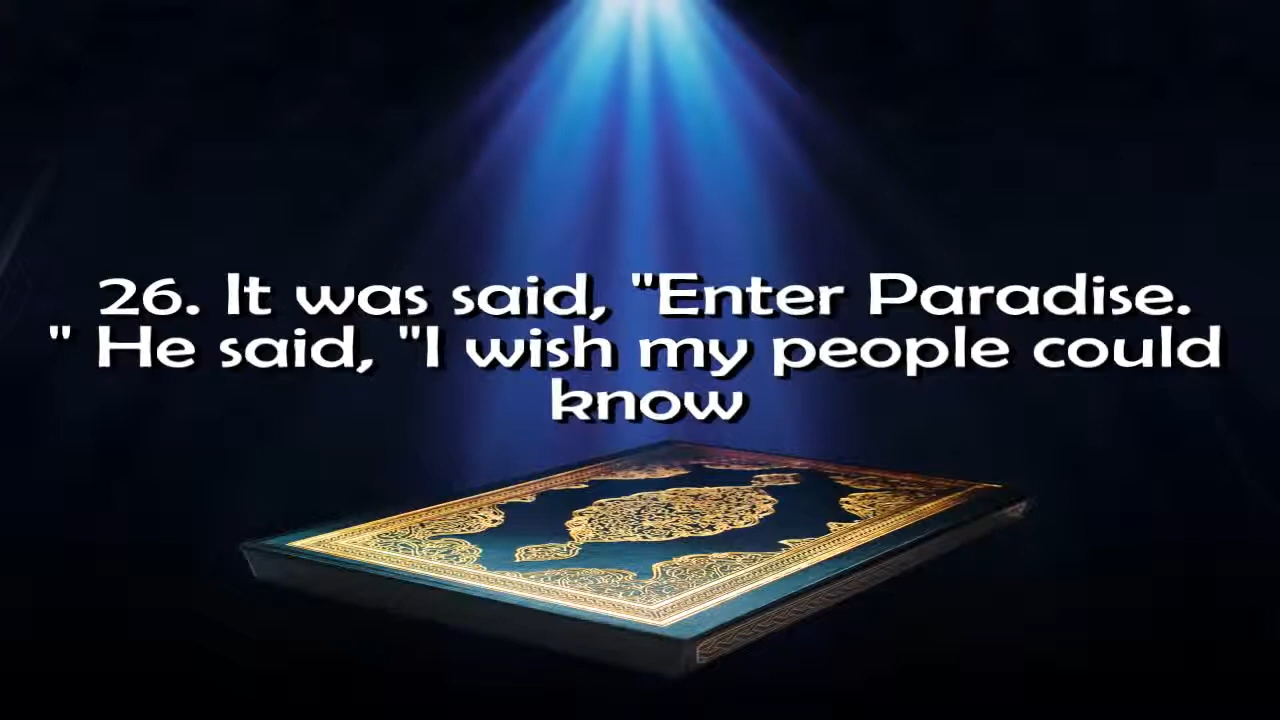 26. It was said, "Enter Paradise.
" He said, "I wish my people could
know